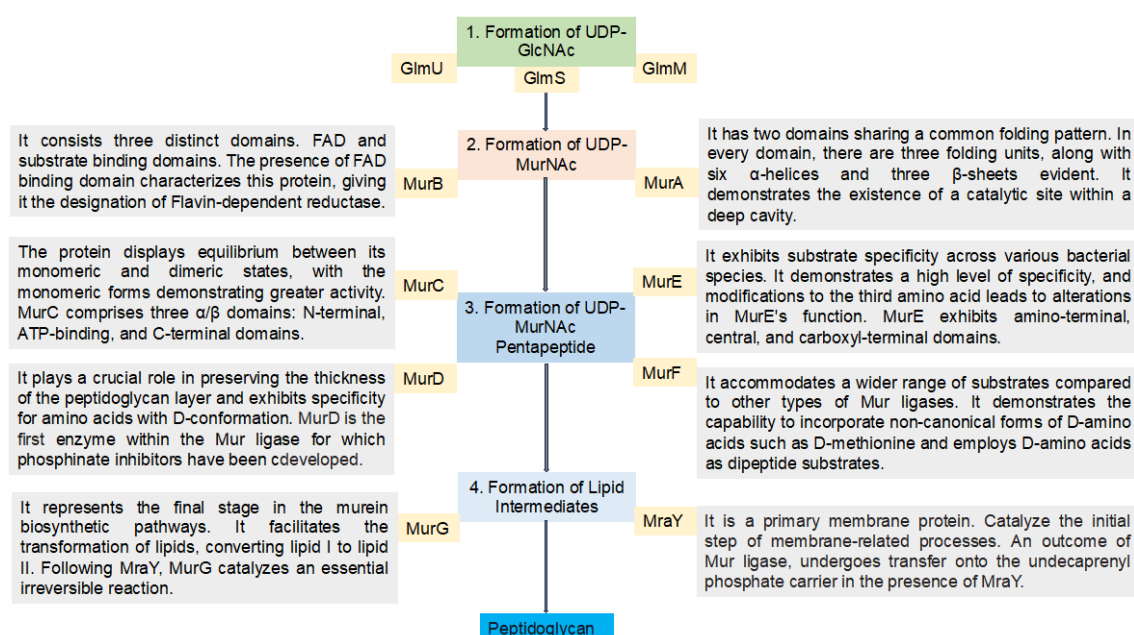 1. Formation of UDP-
GlcNAc
GlmU
GlmS
GlmM
It consists three distinct domains. FAD and
substrate binding domains. The presence of FAD
binding domain characterizes this protein, giving
it the designation of Flavin-dependent reductase.
MurB
2. Formation of UDP-
MurNAc
MurA
It has two domains sharing a common folding pattern. In
every domain, there are three folding units, along with
six α-helices and three β-sheets evident. It
demonstrates the existence of a catalytic site within a
deep cavity.
The protein displays equilibrium between its
monomeric and dimeric states, with the
monomeric forms demonstrating greater activity.
MurC comprises three α/β domains: N-terminal,
ATP-binding, and C-terminal domains.
MurC
MurE
It exhibits substrate specificity across various bacterial
species. It demonstrates a high level of specificity, and
modifications to the third amino acid leads to alterations
in MurE's function. MurE exhibits amino-terminal,
central, and carboxyl-terminal domains.
3. Formation of UDP-
MurNAc
Pentapeptide
It plays a crucial role in preserving the thickness
of the peptidoglycan layer and exhibits specificity
for amino acids with D-conformation. MurD is the
first enzyme within the Mur ligase for which
phosphinate inhibitors have been cdeveloped.
MurD
MurF
It accommodates a wider range of substrates compared
to other types of Mur ligases. It demonstrates the
capability to incorporate non-canonical forms of D-amino
acids such as D-methionine and employs D-amino acids
as dipeptide substrates.
4. Formation of Lipid
Intermediates
It represents the final stage in the murein
biosynthetic pathways. It facilitates the
transformation of lipids, converting lipid I to lipid
II. Following MraY, MurG catalyzes an essential
irreversible reaction.
MurG
MraY
It is a primary membrane protein. Catalyze the initial
step of membrane-related processes. An outcome of
Mur ligase, undergoes transfer onto the undecaprenyl
phosphate carrier in the presence of MraY.
Peptidoglycan